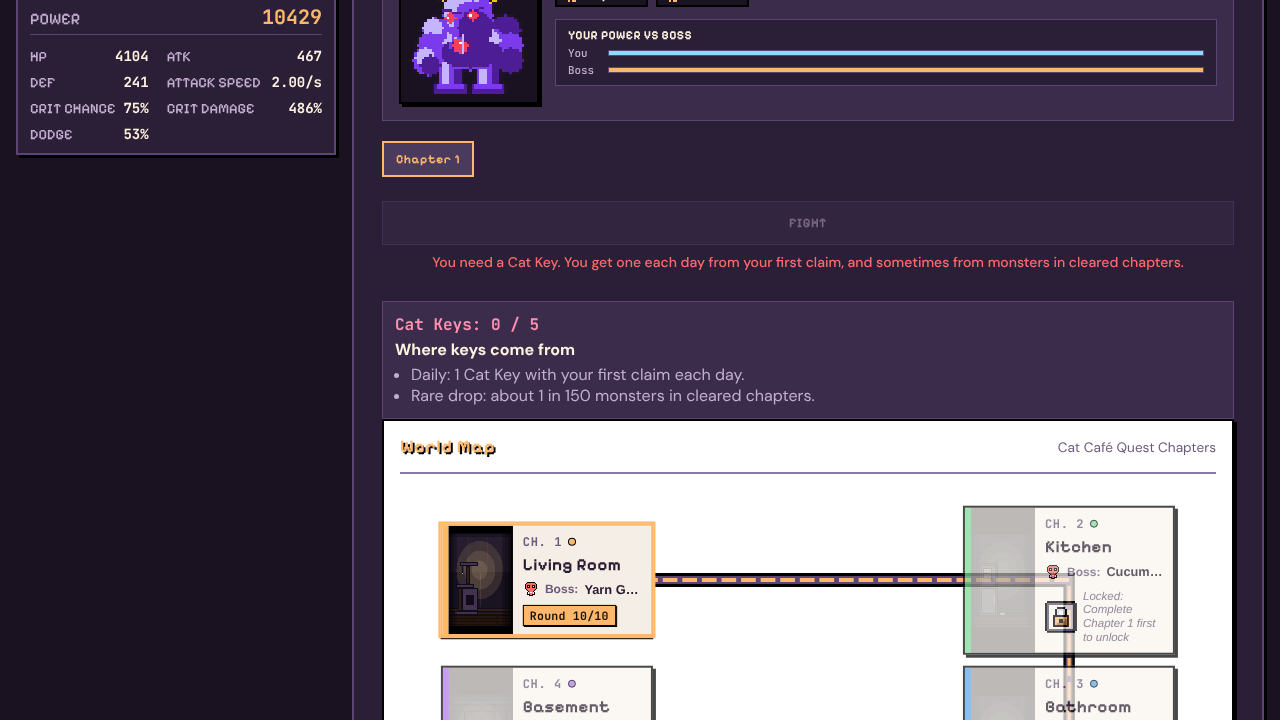 POWER 10429
HP 4104 ATK 467
DEF 241 ATTACK SPEED 2.00/s
CRIT CHANCE 75% CRIT DAMAGE 486%
DODGE 53%
YOUR POWER VS BOSS
You
Boss
Chapter 1
FIGHT
You need a Cat Key. You get one each day from your first claim, and sometimes from monsters in cleared chapters.
Cat Keys: 0 / 5
Where keys come from
• Daily: 1 Cat Key with your first claim each day.
• Rare drop: about 1 in 150 monsters in cleared chapters.
World Map
Cat Café Quest Chapters
CH. 1
Living Room
Boss: Yarn G...
Round 10/10
CH. 2
Kitchen
Boss: Cucum...
Locked:
Complete
Chapter 1 first
to unlock
CH. 4
Basement
CH. 3
Bathroom